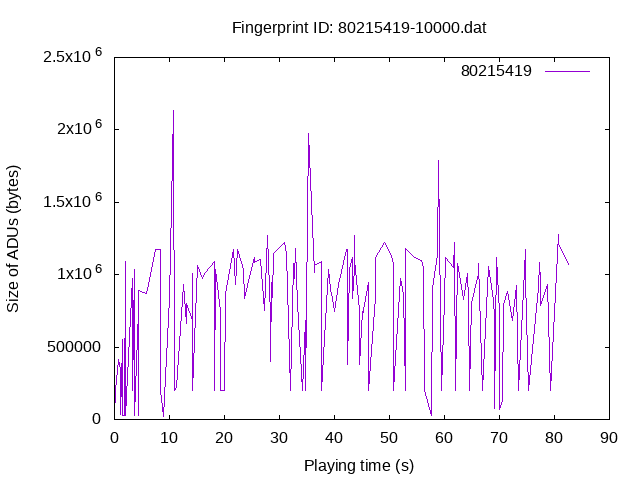 Fingerprint ID: 80215419-10000.dat
80215419
Size of ADUs (bytes)
2.5x10^6
2x10^6
1.5x10^6
1x10^6
500000
0
0 10 20 30 40 50 60 70 80 90
Playing time (s)